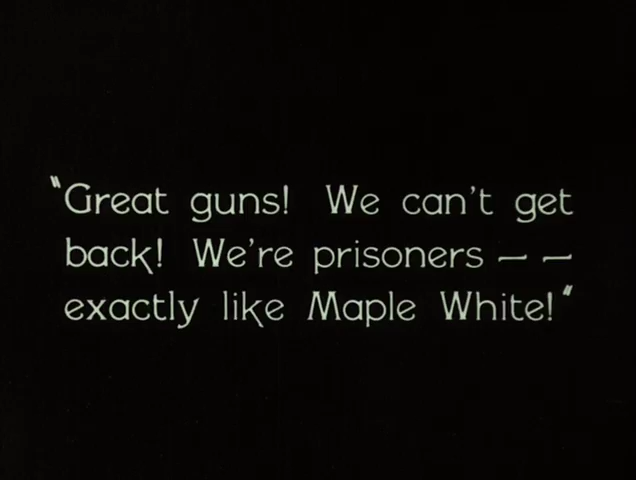 "Great guns! We can't get
back! We're prisoners — —
exactly like Maple White!"